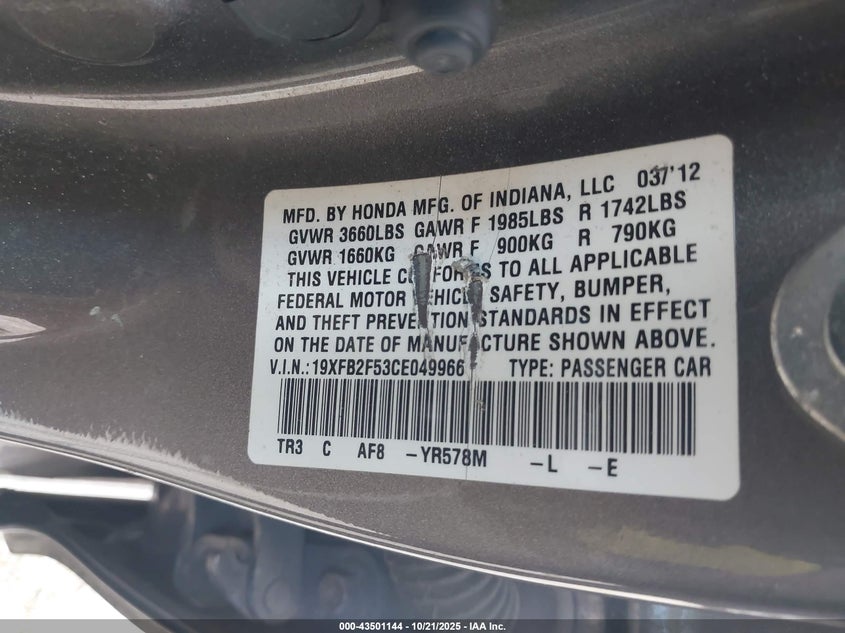 MFD. BY HONDA MFG. OF INDIANA, LLC 03/'12
GVWR 3660LBS GAWR F 1985LBS R 1742LBS
GVWR 1660KG GAWR F 900KG R 790KG
THIS VEHICLE CONFORMS TO ALL APPLICABLE
FEDERAL MOTOR VEHICLE SAFETY, BUMPER,
AND THEFT PREVENTION STANDARDS IN EFFECT
ON THE DATE OF MANUFACTURE SHOWN ABOVE.
V.I.N.:19XFB2F53CE049966 TYPE: PASSENGER CAR
TR3 C AF8 -YR578M -L -E
000-43501144 - 10/21/2025 - IAA Inc.